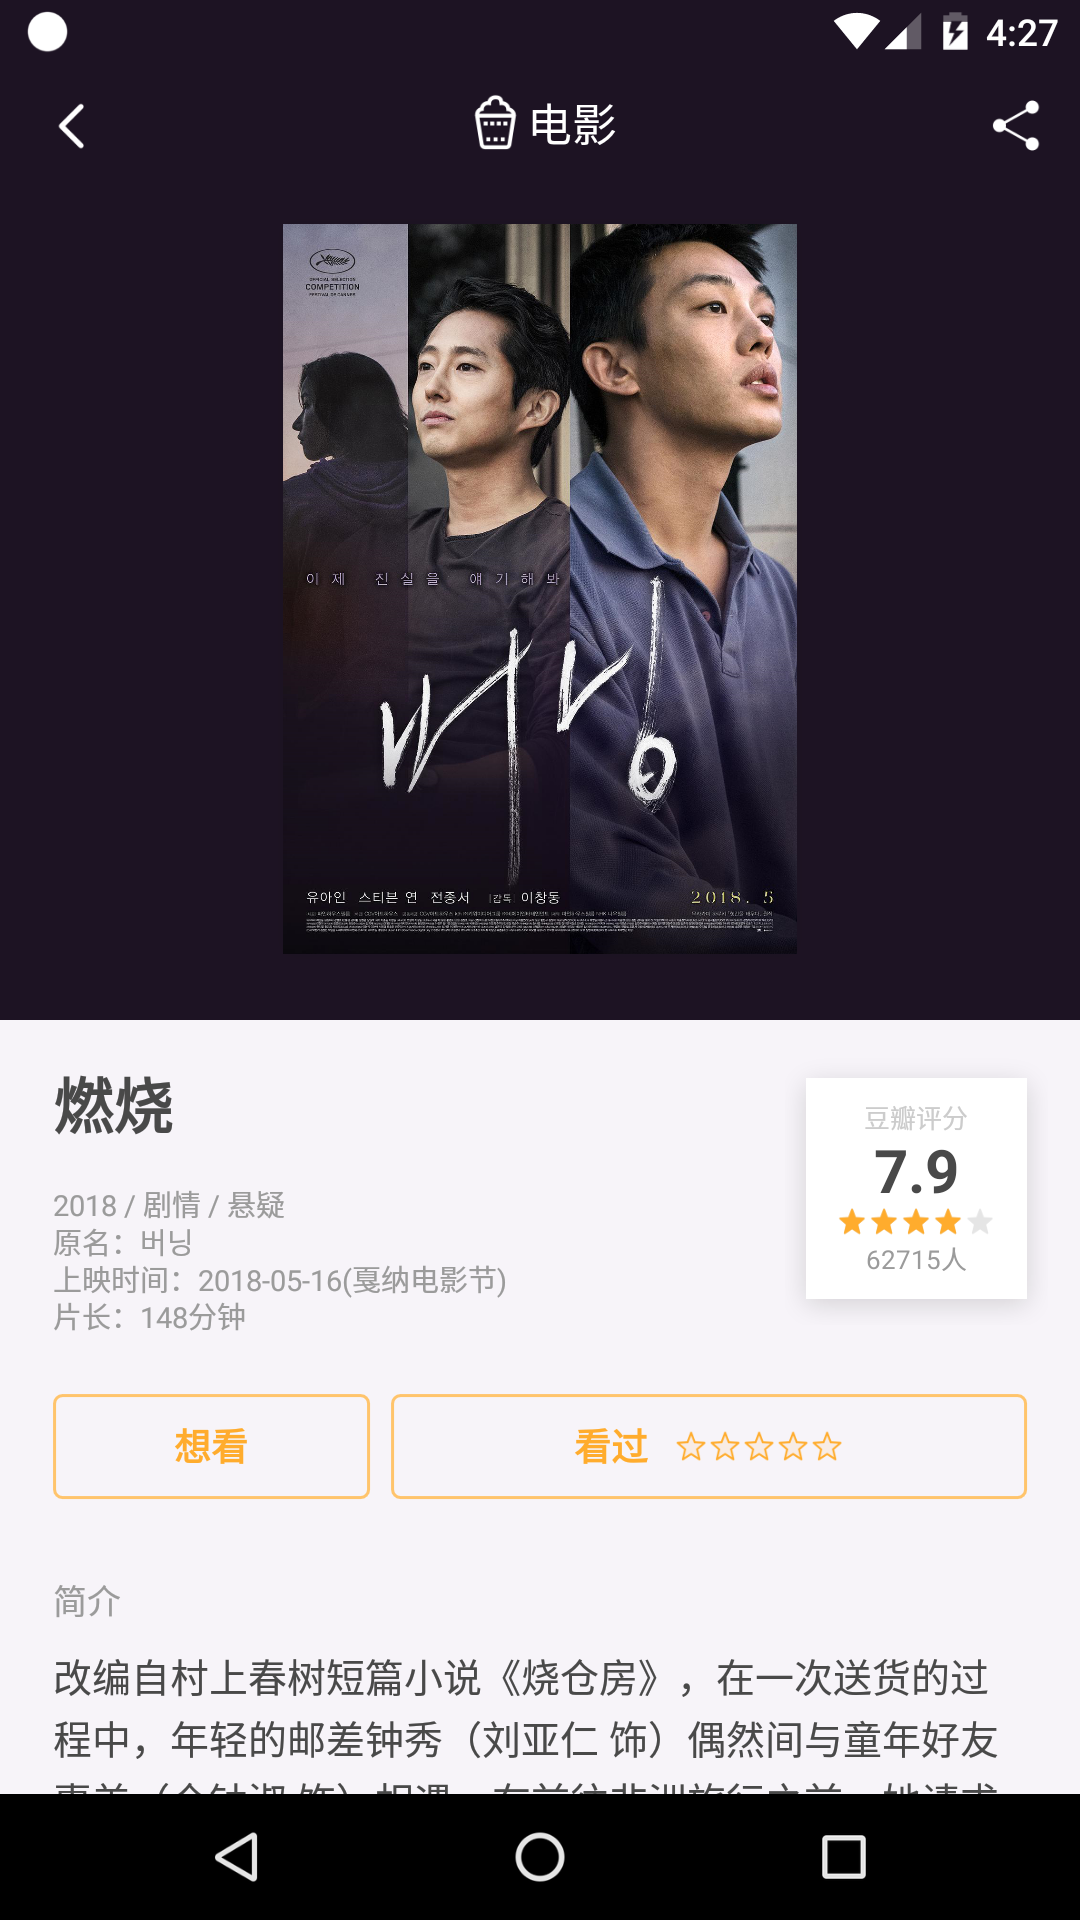 4:27
电影
OFFICIAL SELECTION
COMPETITION
FESTIVAL DE CANNES
이제 진실을 얘기해봐
버닝
유아인 스티븐 연 전종서 |감독| 이창동
2018. 5
燃烧
豆瓣评分
7.9
62715人
2018 / 剧情 / 悬疑
原名：버닝
上映时间：2018-05-16(戛纳电影节)
片长：148分钟
想看
看过
简介
改编自村上春树短篇小说《烧仓房》，在一次送货的过
程中，年轻的邮差钟秀（刘亚仁 饰）偶然间与童年好友